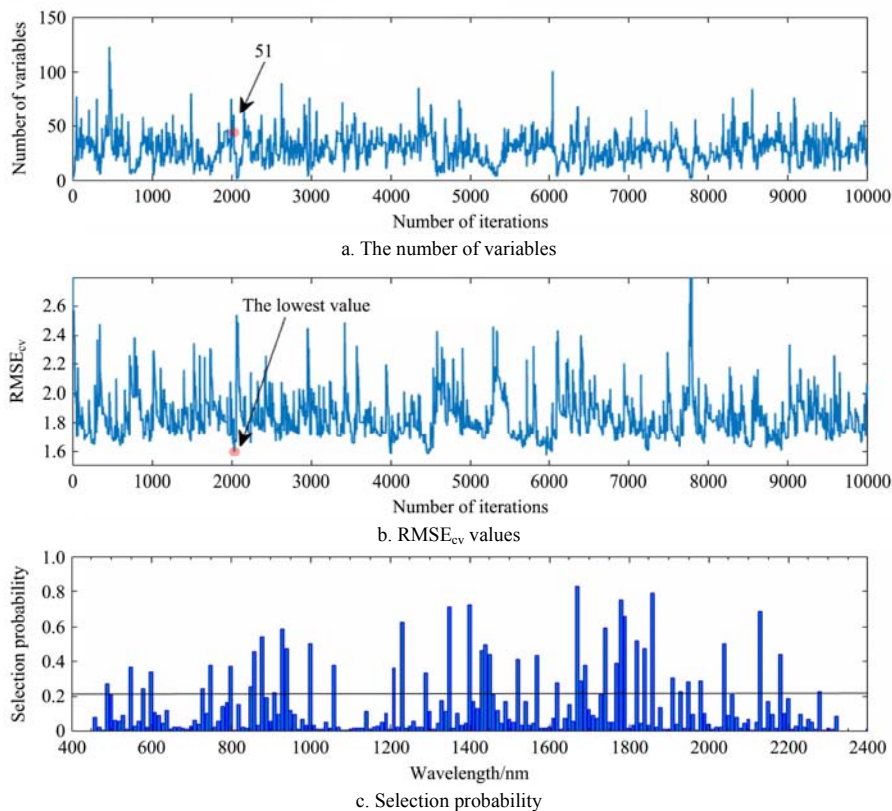 150
100
50
0
Number of variables
51
0 1000 2000 3000 4000 5000 6000 7000 8000 9000 10000
Number of iterations
a. The number of variables
2.6
2.4
2.2
2.0
1.8
1.6
RMSEcv
The lowest value
0 1000 2000 3000 4000 5000 6000 7000 8000 9000 10000
Number of iterations
b. RMSEcv values
1.0
0.8
0.6
0.4
0.2
0
Selection probability
400 600 800 1000 1200 1400 1600 1800 2000 2200 2400
Wavelength/nm
c. Selection probability